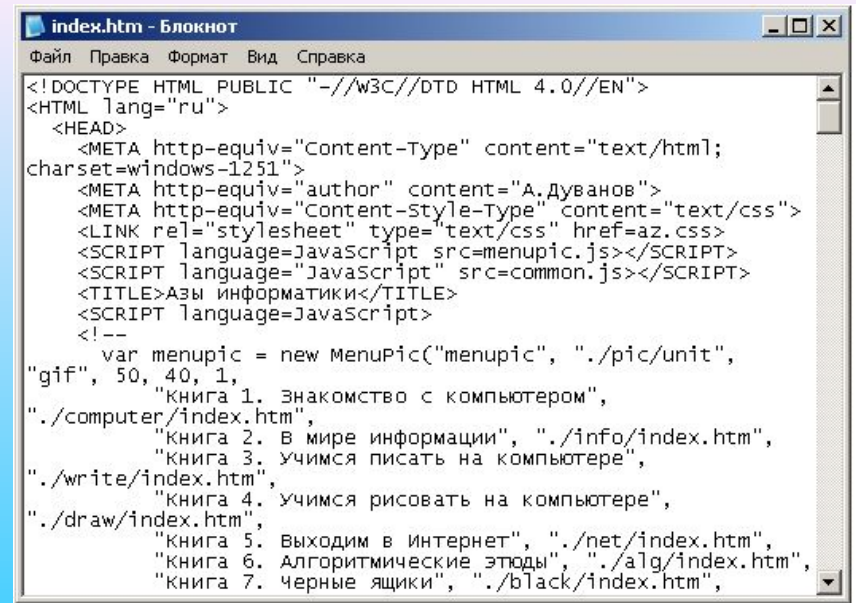 index.htm - Блокнот
Файл Правка Формат Вид Справка
<!DOCTYPE HTML PUBLIC "-//W3C//DTD HTML 4.0//EN">
<HTML lang="ru">
<HEAD>
<META http-equiv="Content-Type" content="text/html;
charset=windows-1251">
<META http-equiv="author" content="А.Дуванов">
<META http-equiv="Content-Style-Type" content="text/css">
<LINK rel="stylesheet" type="text/css" href=az.css>
<SCRIPT language=JavaScript src=menupic.js></SCRIPT>
<SCRIPT language="JavaScript" src=common.js></SCRIPT>
<TITLE>Азы информатики</TITLE>
<SCRIPT language=JavaScript>
<!--
var menupic = new MenuPic("menupic", "./pic/unit",
"gif", 50, 40, 1,
"Книга 1. Знакомство с компьютером",
"./computer/index.htm",
"Книга 2. В мире информации", "./info/index.htm",
"Книга 3. Учимся писать на компьютере",
"./write/index.htm",
"Книга 4. Учимся рисовать на компьютере",
"./draw/index.htm",
"Книга 5. Выходим в Интернет", "./net/index.htm",
"Книга 6. Алгоритмические этюды", "./alg/index.htm",
"Книга 7. Черные ящики", "./black/index.htm",